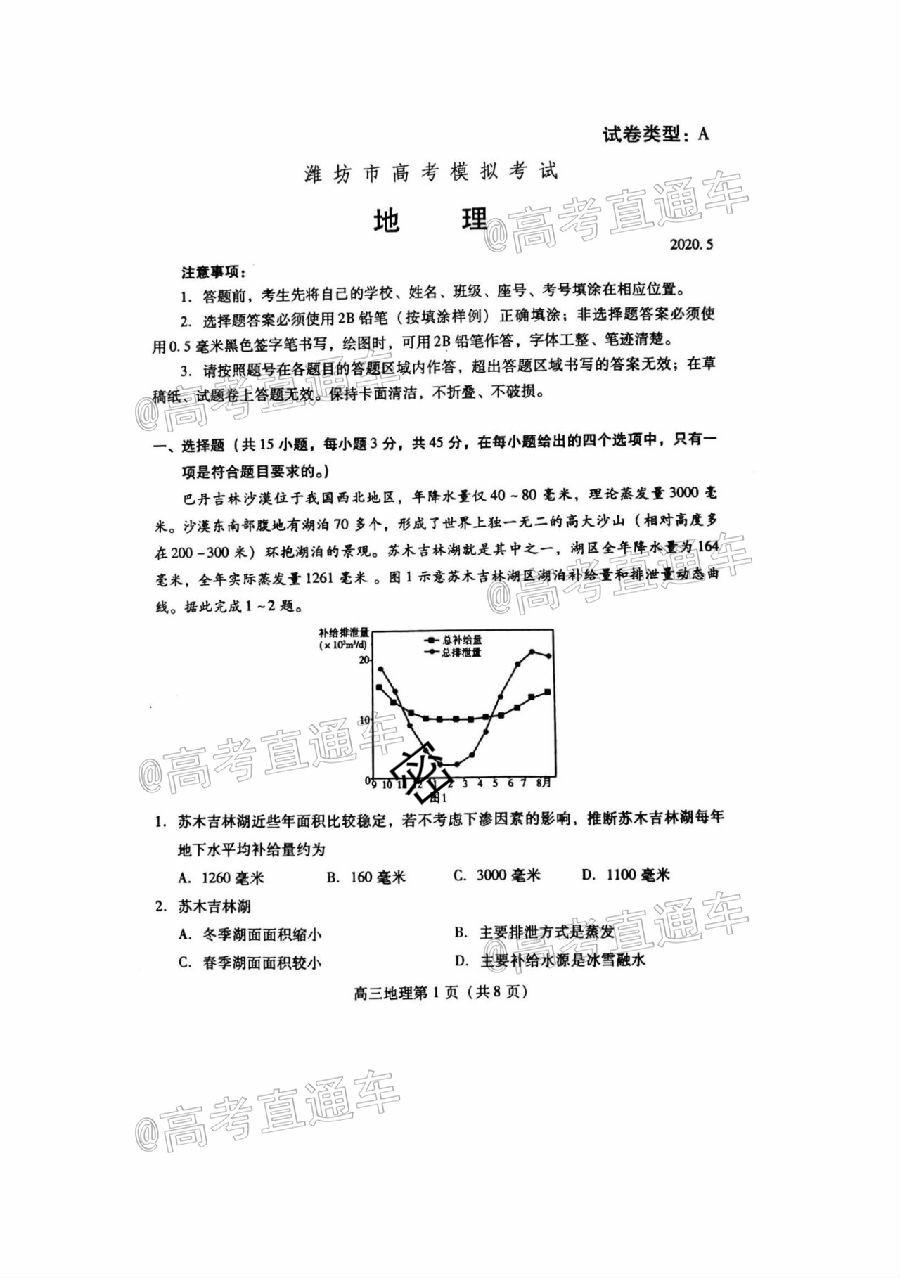 试卷类型：A
潍坊市高考模拟考试
地 理
@高考直通车
2020.5
注意事项：
1. 答题前，考生先将自己的学校、姓名、班级、座号、考号填涂在相应位置。
2. 选择题答案必须使用2B铅笔（按填涂样例）正确填涂；非选择题答案必须使
用0.5毫米黑色签字笔书写，绘图时，可用2B铅笔作答，字体工整、笔迹清楚。
3. 请按照题号在各题目的答题区域内作答，超出答题区域书写的答案无效；在草
稿纸、试题卷上答题无效。保持卡面清洁，不折叠、不破损。
@高考直通车
一、选择题（共15小题，每小题3分，共45分，在每小题给出的四个选项中，只有一
项是符合题目要求的。）
巴丹吉林沙漠位于我国西北地区，年降水量仅40~80毫米，理论蒸发量3000毫
米。沙漠东南部腹地有湖泊70多个，形成了世界上独一无二的高大沙山（相对高度多
在200-300米）环抱湖泊的景观。苏木吉林湖就是其中之一，湖区全年降水量为164
毫米，全年实际蒸发量1261毫米。图1示意苏木吉林湖区湖泊补给量和排泄量动态曲
线。据此完成1~2题。
@高考直通车
补给排泄量
(×10³m³/d)
总补给量
总排泄量
20
10
0
9 10 11 12 1 2 3 4 5 6 7 8月
密
图1
@高考直通车
1. 苏木吉林湖近些年面积比较稳定，若不考虑下渗因素的影响，推断苏木吉林湖每年
地下水平均补给量约为
A. 1260毫米 B. 160毫米 C. 3000毫米 D. 1100毫米
2. 苏木吉林湖
A. 冬季湖面面积缩小 B. 主要排泄方式是蒸发
C. 春季湖面面积较小 D. 主要补给水源是冰雪融水
@高考直通车
高三地理第1页（共8页）
@高考直通车